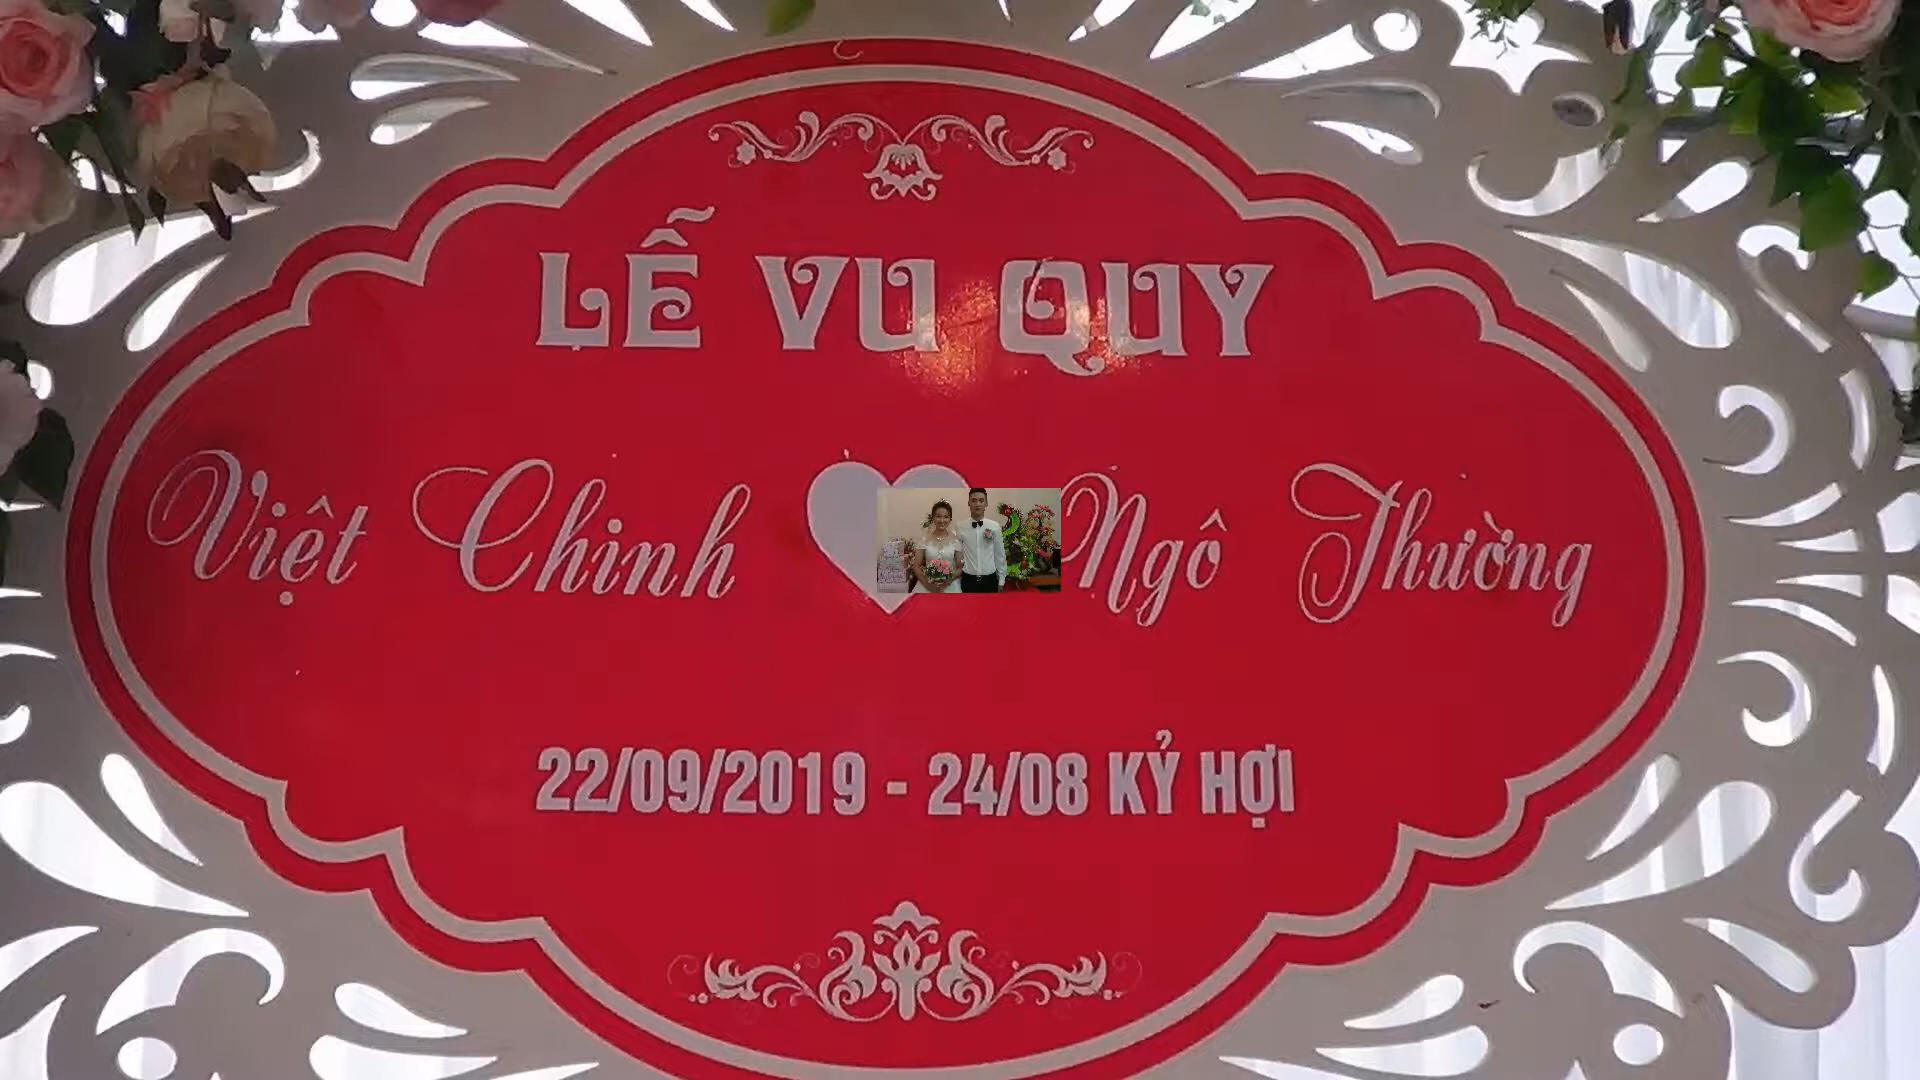 LỄ VU QUY
Việt Chinh Ngô Thường
22/09/2019 - 24/08 KỶ HỢI